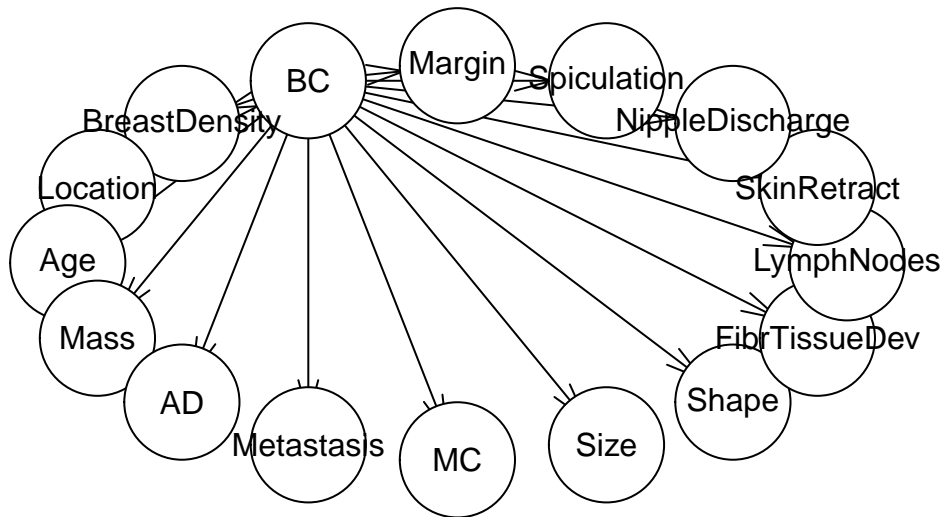 Margin
BC
Spiculation
BreastDensity
NippleDischarge
Location
SkinRetract
Age
LymphNodes
Mass
FibrTissueDev
AD
Shape
Metastasis
MC
Size